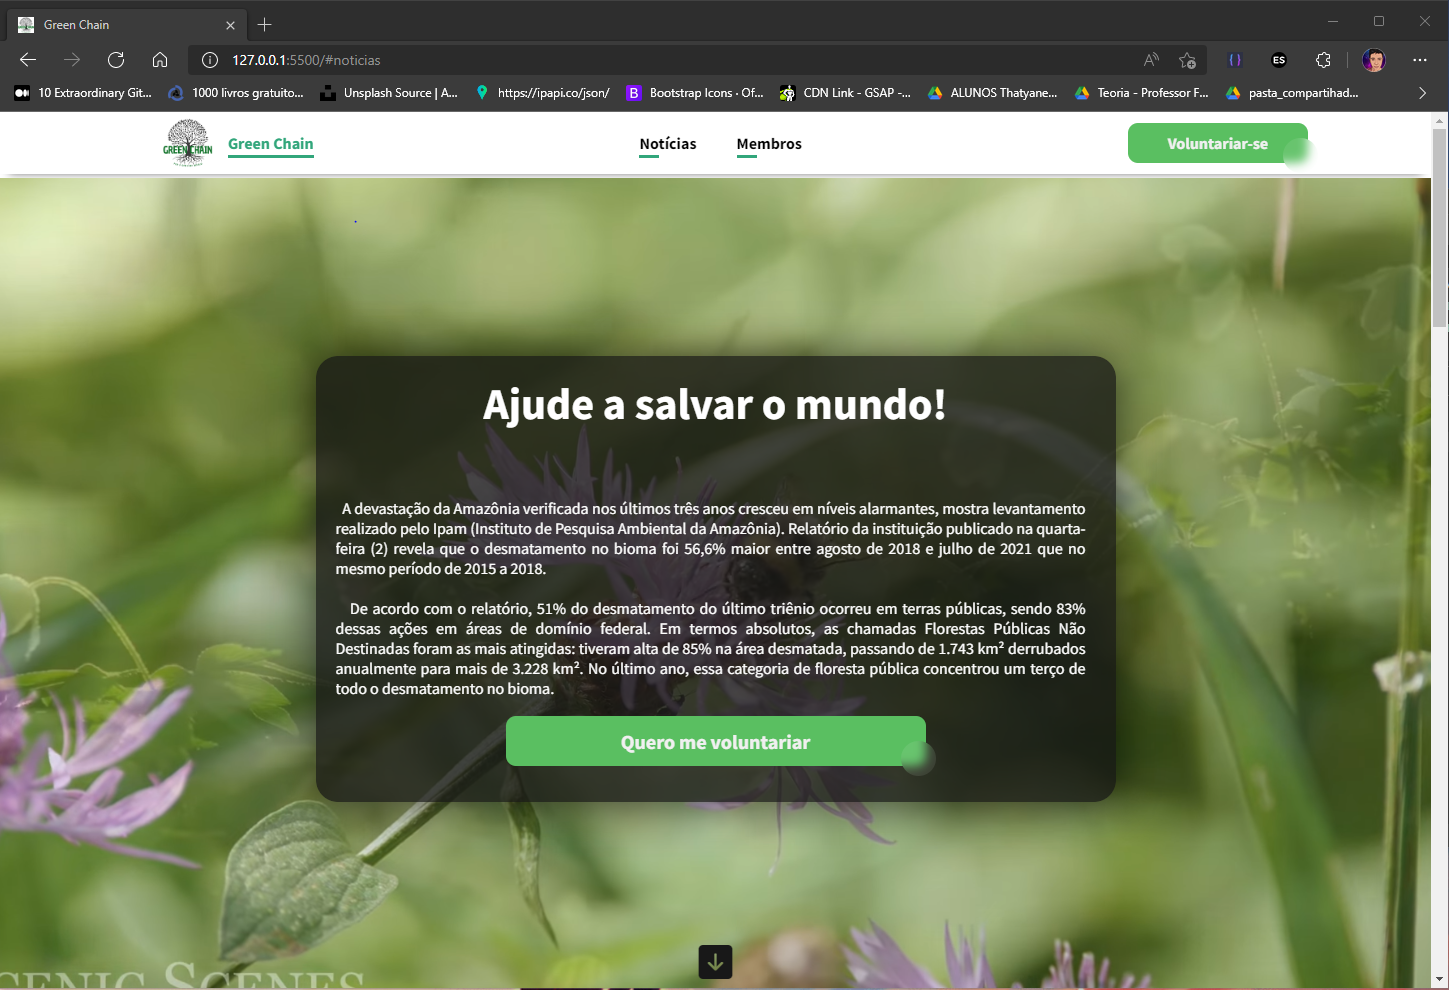 Green Chain
127.0.0.1:5500/#noticias
ES
10 Extraordinary Git...
1000 livros gratuito...
Unsplash Source | A...
https://ipapi.co/json/
B
Bootstrap Icons · Of...
CDN Link - GSAP -...
ALUNOS Thatyane...
Teoria - Professor F...
pasta_compartihad...
GREEN CHAIN
Green Chain
Notícias
Membros
Voluntariar-se
Ajude a salvar o mundo!
A devastação da Amazônia verificada nos últimos três anos cresceu em níveis alarmantes, mostra levantamento
realizado pelo Ipam (Instituto de Pesquisa Ambiental da Amazônia). Relatório da instituição publicado na quarta-
feira (2) revela que o desmatamento no bioma foi 56,6% maior entre agosto de 2018 e julho de 2021 que no
mesmo período de 2015 a 2018.
De acordo com o relatório, 51% do desmatamento do último triênio ocorreu em terras públicas, sendo 83%
dessas ações em áreas de domínio federal. Em termos absolutos, as chamadas Florestas Públicas Não
Destinadas foram as mais atingidas: tiveram alta de 85% na área desmatada, passando de 1.743 km² derrubados
anualmente para mais de 3.228 km². No último ano, essa categoria de floresta pública concentrou um terço de
todo o desmatamento no bioma.
Quero me voluntariar
CENIC SCENES